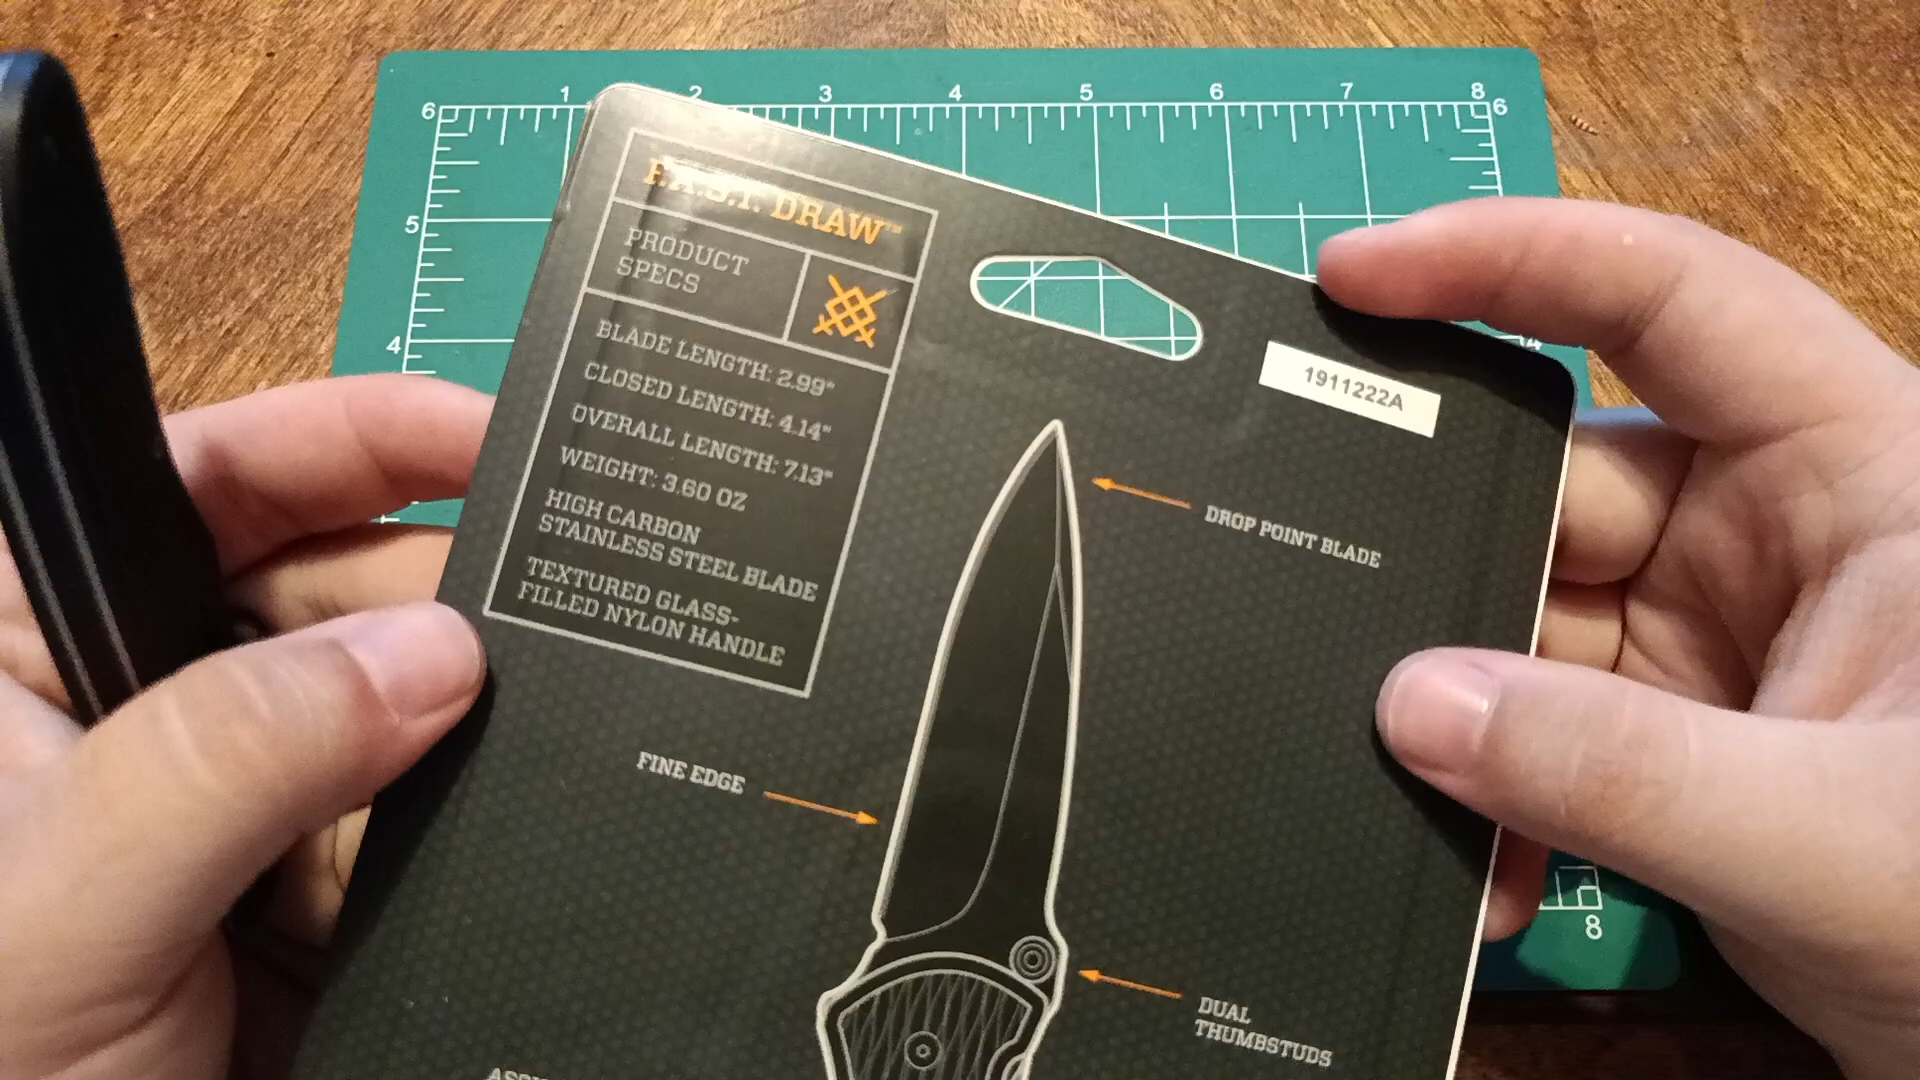 1 2 3 4 5 6 7 8
6 6
5
4
F.A.S.T. DRAW™
PRODUCT
SPECS
BLADE LENGTH: 2.99"
CLOSED LENGTH: 4.14"
OVERALL LENGTH: 7.13"
WEIGHT: 3.60 OZ
HIGH CARBON
STAINLESS STEEL BLADE
TEXTURED GLASS-
FILLED NYLON HANDLE
1911222A
DROP POINT BLADE
FINE EDGE
8
DUAL
THUMBSTUDS